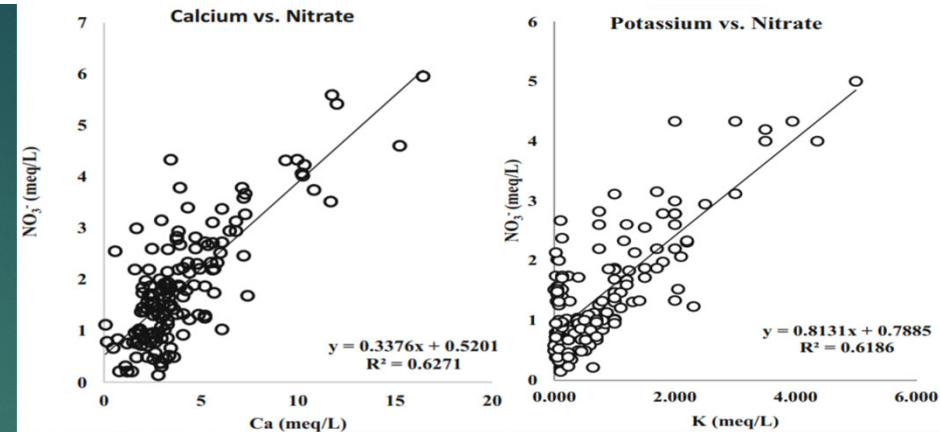 Calcium vs. Nitrate
7
6
5
4
3
2
1
0
NO3- (meq/L)
0 5 10 15 20
Ca (meq/L)
y = 0.3376x + 0.5201
R² = 0.6271
Potassium vs. Nitrate
6
5
4
3
2
1
0
NO3- (meq/L)
0.000 2.000 4.000 6.000
K (meq/L)
y = 0.8131x + 0.7885
R² = 0.6186